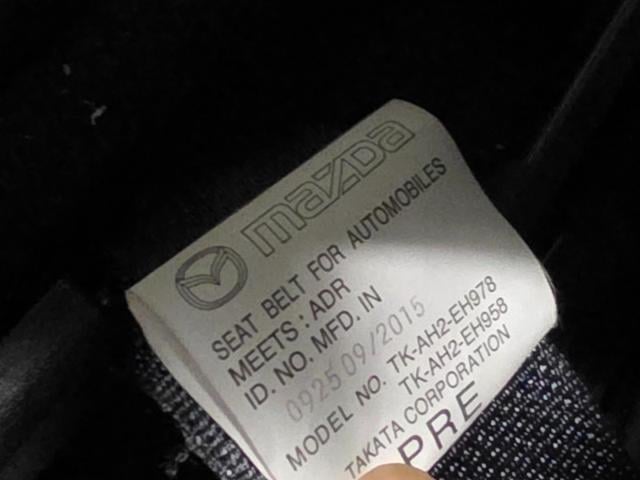 mazda
SEAT BELT FOR AUTOMOBILES
MEETS : ADR
ID. NO. MFD. IN
0925 09/2015
MODEL NO. TK-AH2-EH978
TK-AH2-EH958
TAKATA CORPORATION
PRE